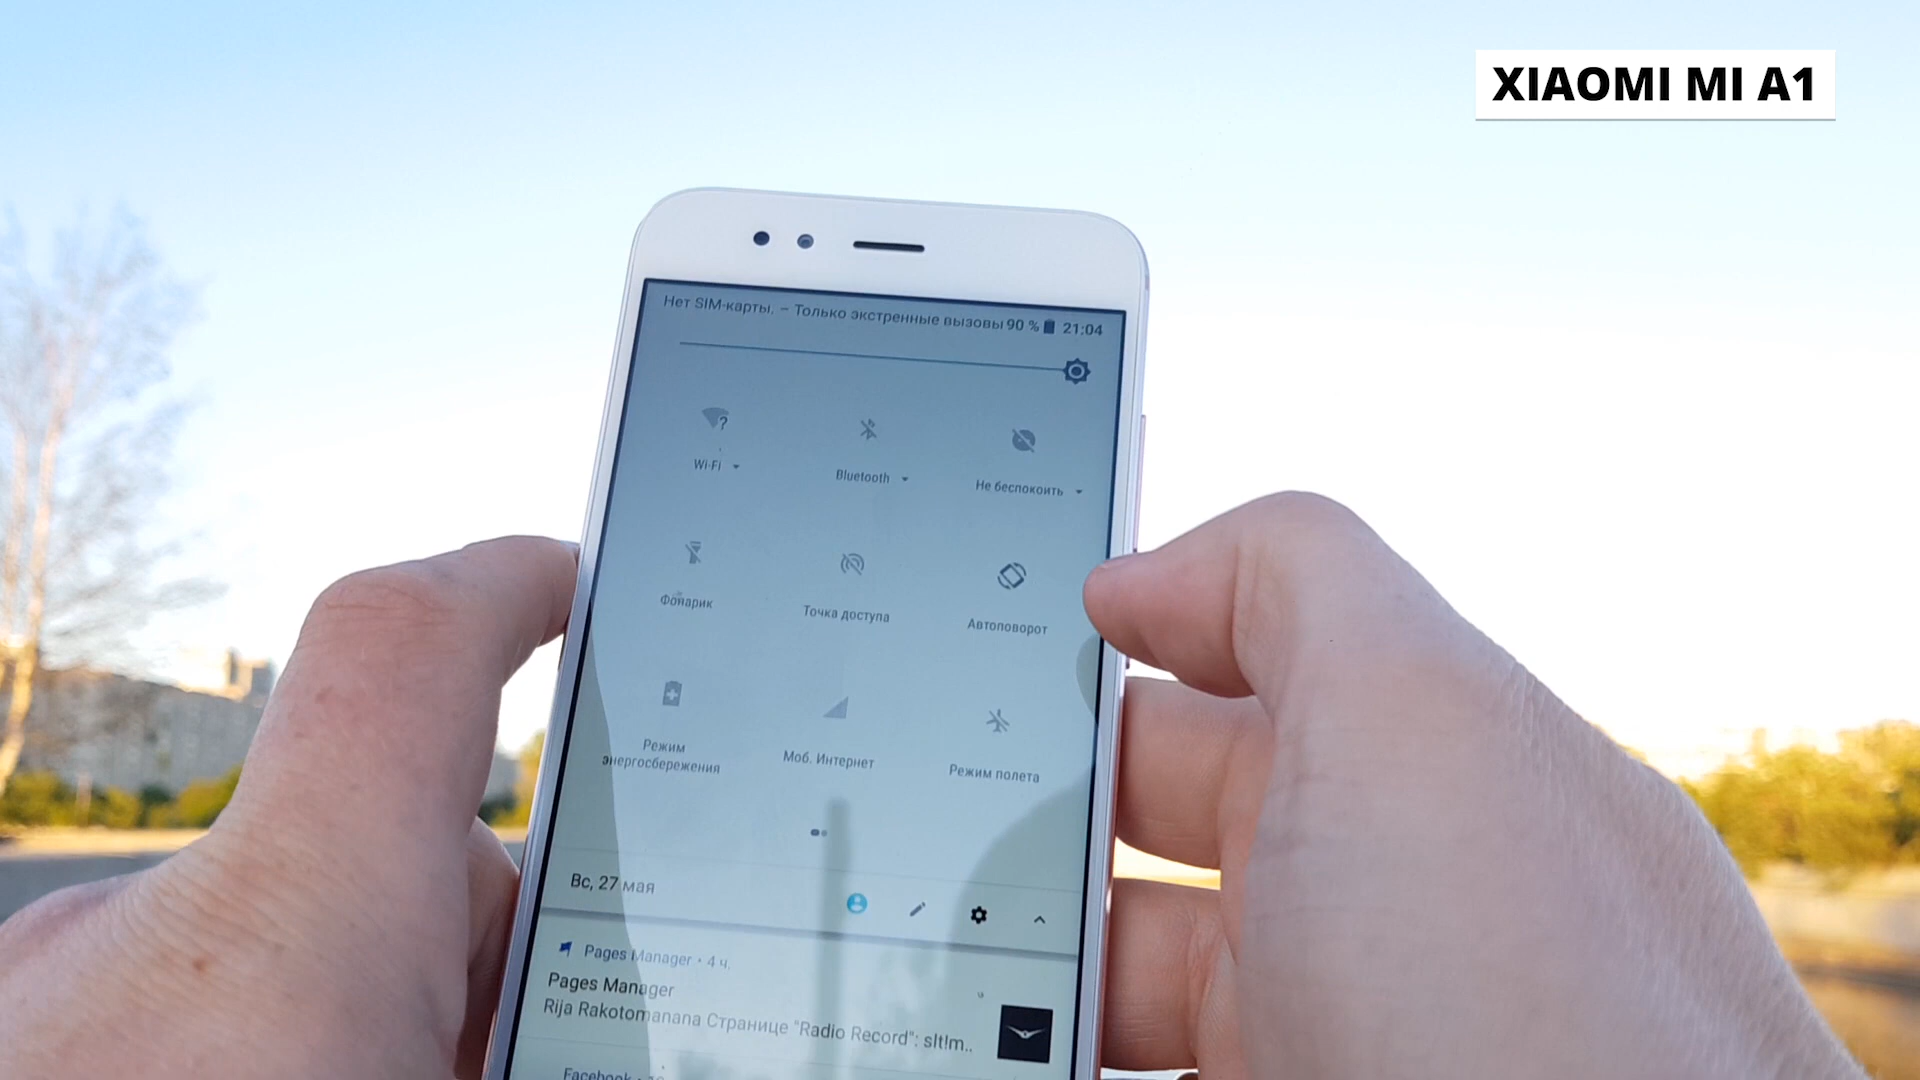 XIAOMI MI A1
Нет SIM-карты. – Только экстренные вызовы 90 % 21:04
Wi-Fi
Bluetooth
Не беспокоить
Фонарик
Точка доступа
Автоповорот
Режим
энергосбережения
Моб. Интернет
Режим полета
Вс, 27 мая
Pages Manager • 4 ч.
Pages Manager
Rija Rakotomanana Странице "Radio Record": slt!m..
Facebook